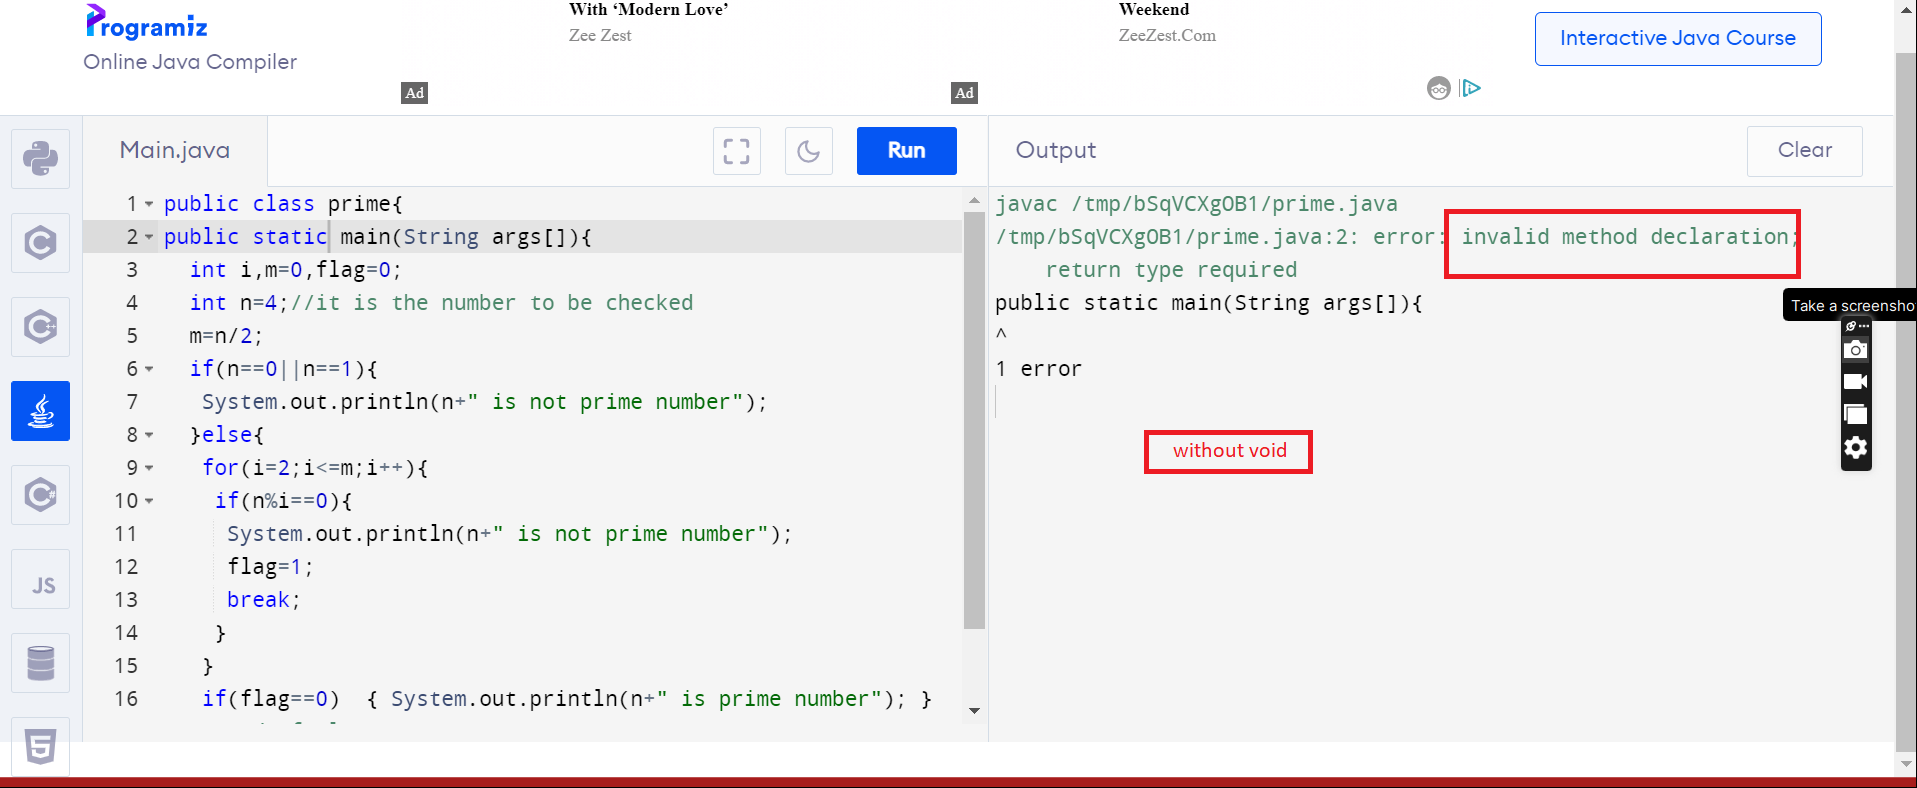 Programiz
Online Java Compiler
With ‘Modern Love’
Zee Zest
Ad
Weekend
ZeeZest.Com
Ad
Interactive Java Course
Main.java
Run
Output
Clear
1 public class prime{
2 public static main(String args[]){
3 int i,m=0,flag=0;
4 int n=4;//it is the number to be checked
5 m=n/2;
6 if(n==0||n==1){
7 System.out.println(n+" is not prime number");
8 }else{
9 for(i=2;i<=m;i++){
10 if(n%i==0){
11 System.out.println(n+" is not prime number");
12 flag=1;
13 break;
14 }
15 }
16 if(flag==0)  { System.out.println(n+" is prime number"); }
javac /tmp/bSqVCXgOB1/prime.java
/tmp/bSqVCXgOB1/prime.java:2: error: invalid method declaration;
return type required
public static main(String args[]){
^
1 error
without void
Take a screensho
C
C++
C#
JS
5